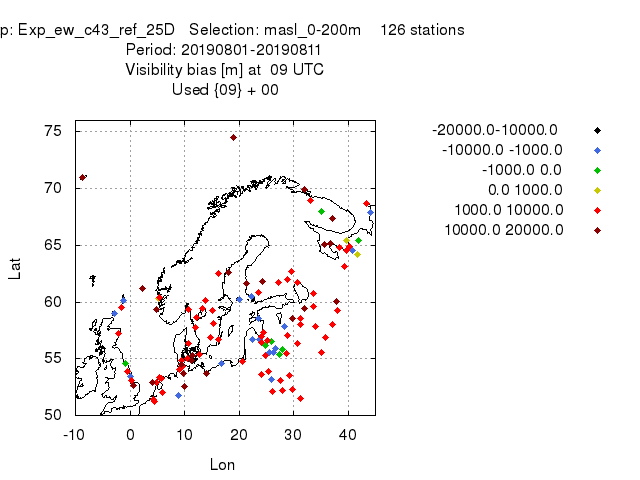 p: Exp_ew_c43_ref_25D Selection: masl_0-200m 126 stations
Period: 20190801-20190811
Visibility bias [m] at 09 UTC
Used {09} + 00
-20000.0-10000.0
-10000.0 -1000.0
-1000.0 0.0
0.0 1000.0
1000.0 10000.0
10000.0 20000.0
75
70
65
60
55
50
Lat
-10 0 10 20 30 40
Lon